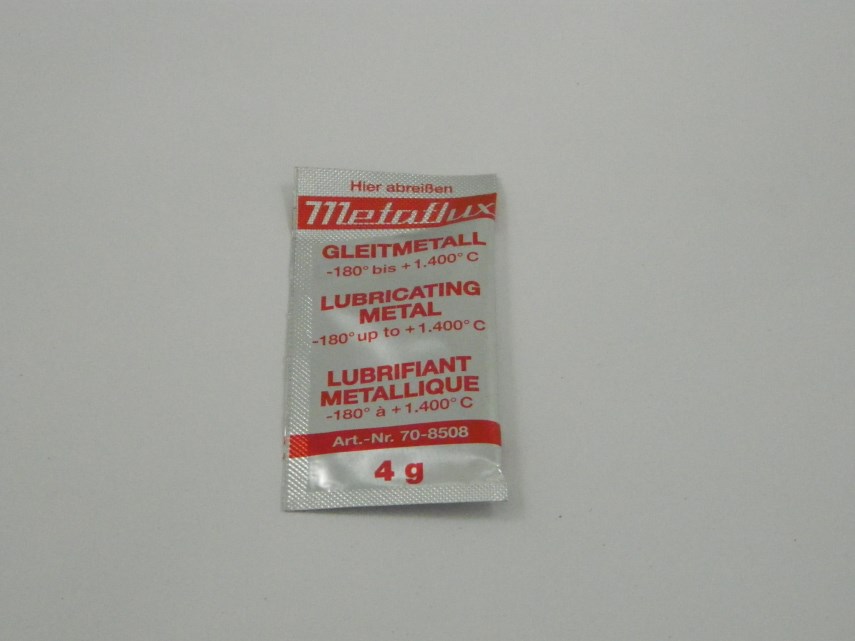 Hier abreißen
Metaflux
GLEITMETALL
-180° bis +1.400° C
LUBRICATING
METAL
-180° up to +1.400° C
LUBRIFIANT
METALLIQUE
-180° à +1.400° C
Art.-Nr. 70-8508
4 g